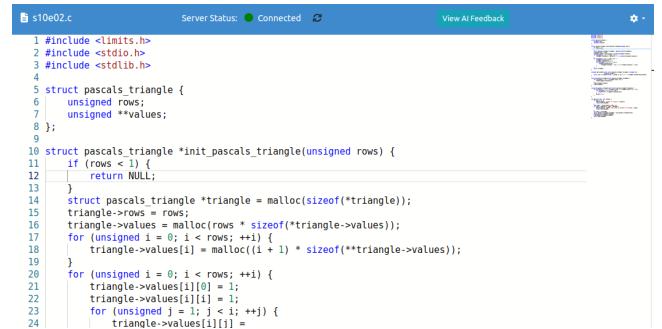 s10e02.c Server Status: Connected View AI Feedback
1 #include <limits.h>
2 #include <stdio.h>
3 #include <stdlib.h>
4
5 struct pascals_triangle {
6     unsigned rows;
7     unsigned **values;
8 };
9
10 struct pascals_triangle *init_pascals_triangle(unsigned rows) {
11     if (rows < 1) {
12         return NULL;
13     }
14     struct pascals_triangle *triangle = malloc(sizeof(*triangle));
15     triangle->rows = rows;
16     triangle->values = malloc(rows * sizeof(*triangle->values));
17     for (unsigned i = 0; i < rows; ++i) {
18         triangle->values[i] = malloc((i + 1) * sizeof(**triangle->values));
19     }
20     for (unsigned i = 0; i < rows; ++i) {
21         triangle->values[i][0] = 1;
22         triangle->values[i][i] = 1;
23         for (unsigned j = 1; j < i; ++j) {
24             triangle->values[i][j] =